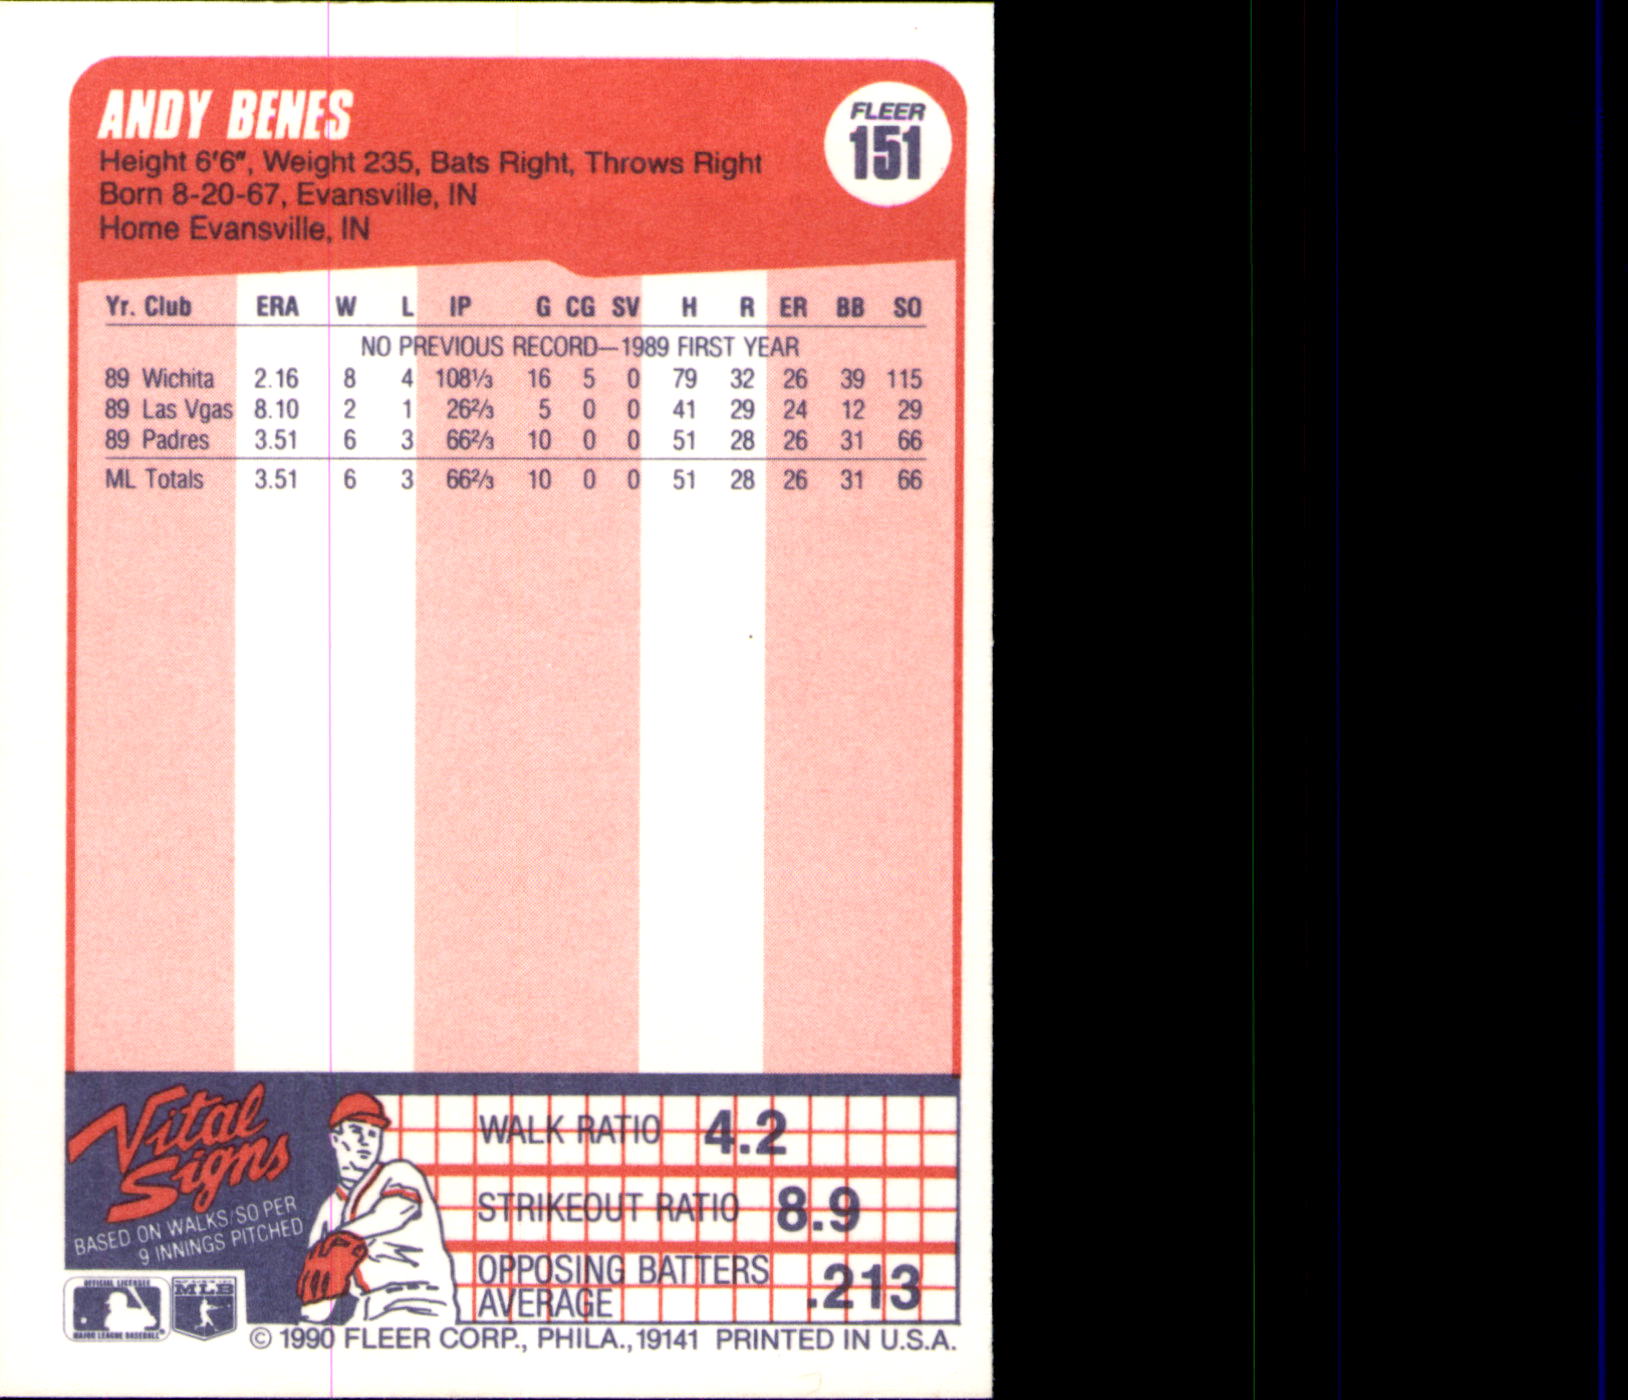 ANDY BENES
FLEER
151
Height 6'6", Weight 235, Bats Right, Throws Right
Born 8-20-67, Evansville, IN
Home Evansville, IN
Yr. Club ERA W L IP G CG SV H R ER BB SO
NO PREVIOUS RECORD—1989 FIRST YEAR
89 Wichita 2.16 8 4 108⅓ 16 5 0 79 32 26 39 115
89 Las Vgas 8.10 2 1 26⅔ 5 0 0 41 29 24 12 29
89 Padres 3.51 6 3 66⅔ 10 0 0 51 28 26 31 66
ML Totals 3.51 6 3 66⅔ 10 0 0 51 28 26 31 66
Vital
Signs
BASED ON WALKS/SO PER
9 INNINGS PITCHED
WALK RATIO 4.2
STRIKEOUT RATIO 8.9
OPPOSING BATTERS
AVERAGE .213
OFFICIAL LICENSEE
MAJOR LEAGUE BASEBALL
MLB
© 1990 FLEER CORP., PHILA., 19141 PRINTED IN U.S.A.